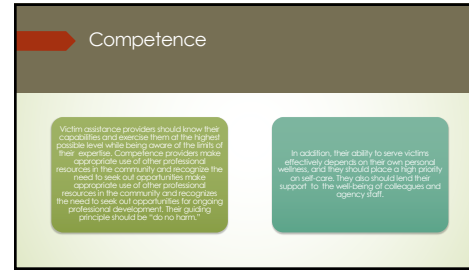 Competence
Victim assistance providers should know their
capabilities and exercise them at the highest
possible level while being aware of the limits of
their expertise. Competence providers make
appropriate use of other professional
resources in the community and recognize the
need to seek out opportunities make
appropriate use of other professional
resources in the community and recognizes
the need to seek out opportunities for ongoing
professional development. Their guiding
principle should be “do no harm.”
In addition, their ability to serve victims
effectively depends on their own personal
wellness, and they should place a high priority
on self-care. They also should lend their
support to the well-being of colleagues and
agency staff.